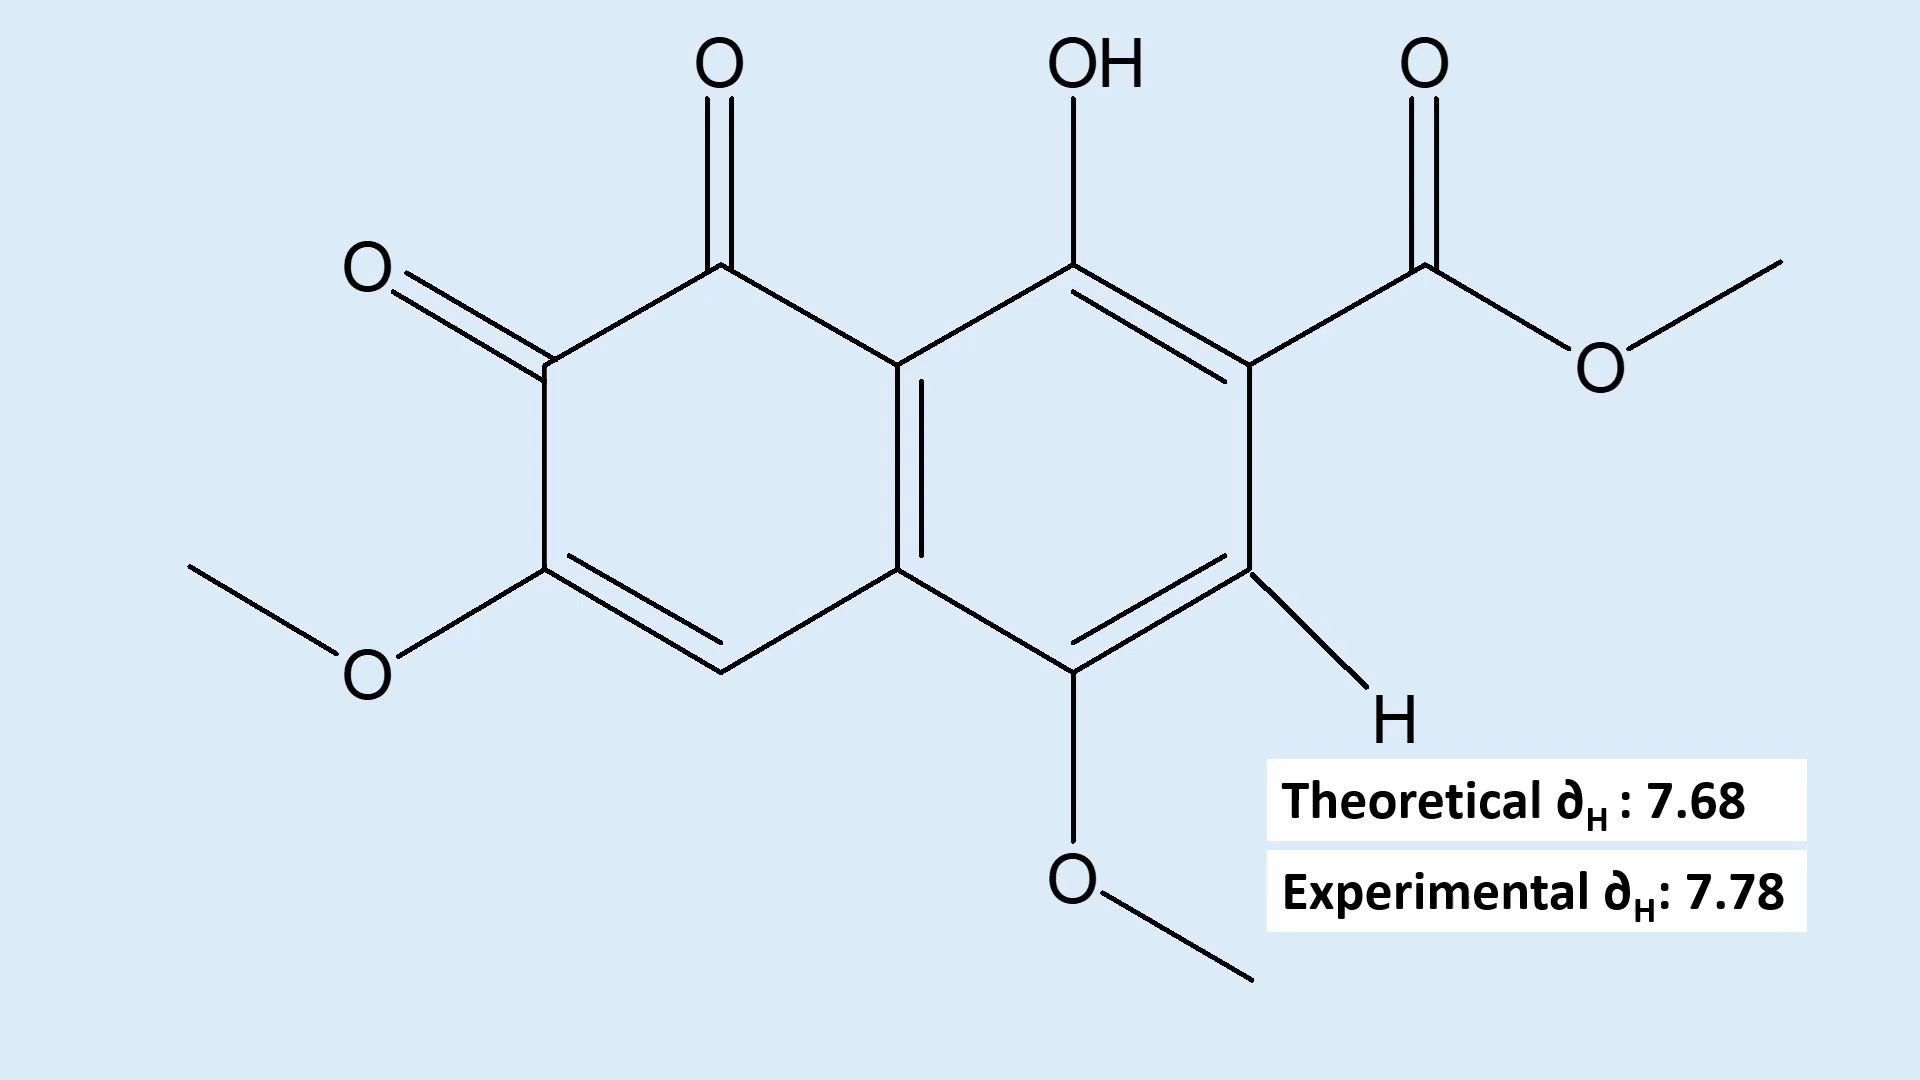 O OH O
O
O
O
H
Theoretical ∂H : 7.68
Experimental ∂H: 7.78
O